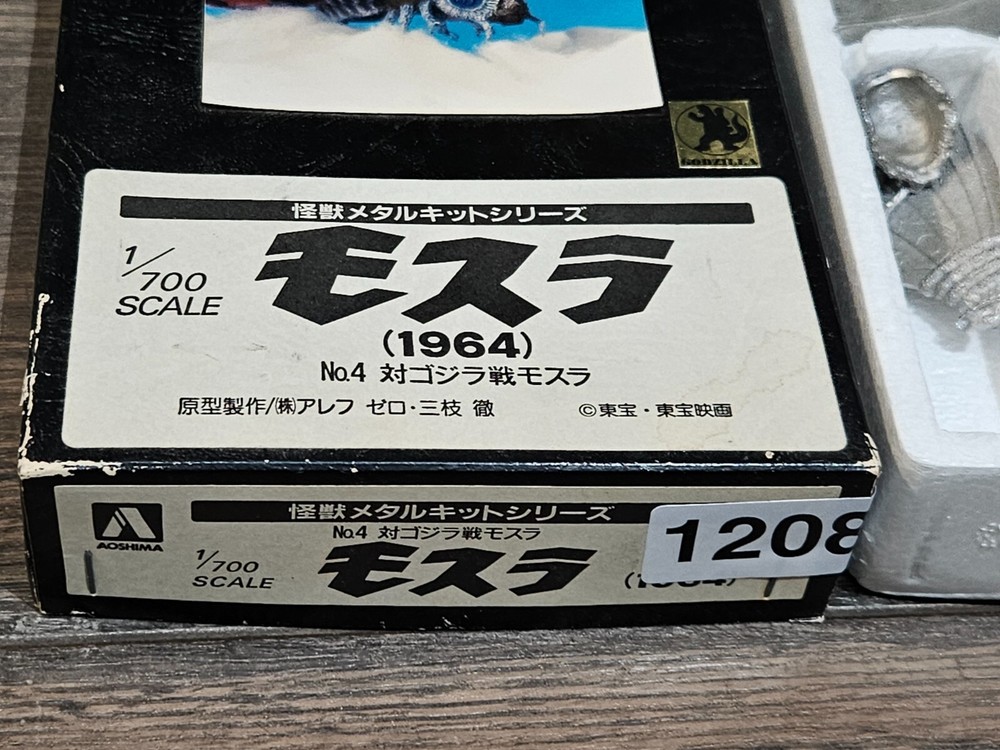 GODZILLA
怪獣メタルキットシリーズ
1/700
SCALE
モスラ
(1964)
No.4 対ゴジラ戦モスラ
原型製作/㈱アレフ ゼロ・三枝 徹
©東宝・東宝映画
怪獣メタルキットシリーズ
No.4 対ゴジラ戦モスラ
AOSHIMA
1/700
SCALE
モスラ
(1964)
1208